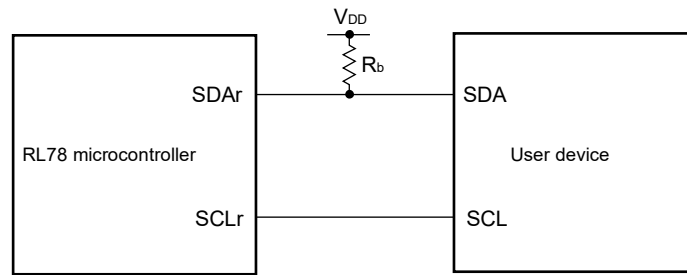 VDD
Rb
SDAr
SDA
RL78 microcontroller
User device
SCLr
SCL